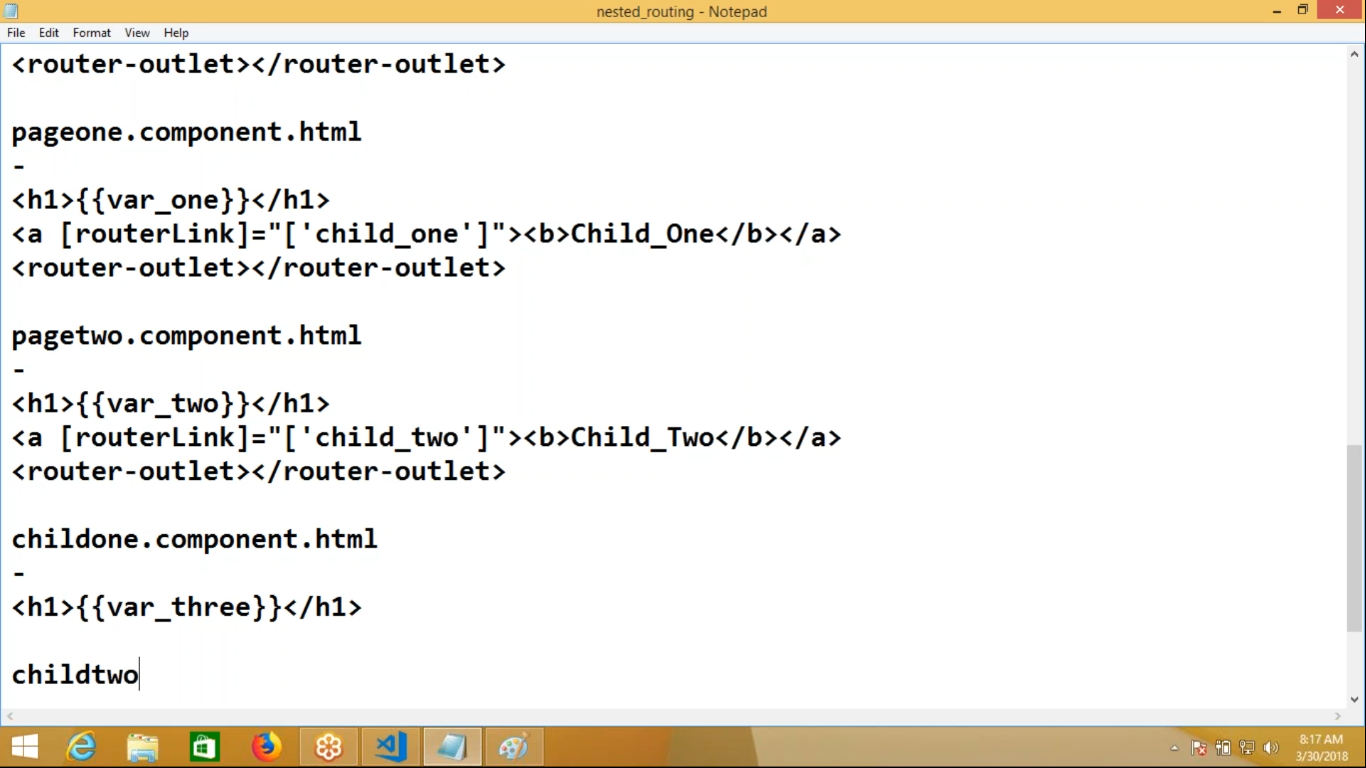 nested_routing - Notepad
File Edit Format View Help
<router-outlet></router-outlet>
pageone.component.html
-
<h1>{{var_one}}</h1>
<a [routerLink]="['child_one']"><b>Child_One</b></a>
<router-outlet></router-outlet>
pagetwo.component.html
-
<h1>{{var_two}}</h1>
<a [routerLink]="['child_two']"><b>Child_Two</b></a>
<router-outlet></router-outlet>
childone.component.html
-
<h1>{{var_three}}</h1>
childtwo
8:17 AM
3/30/2018